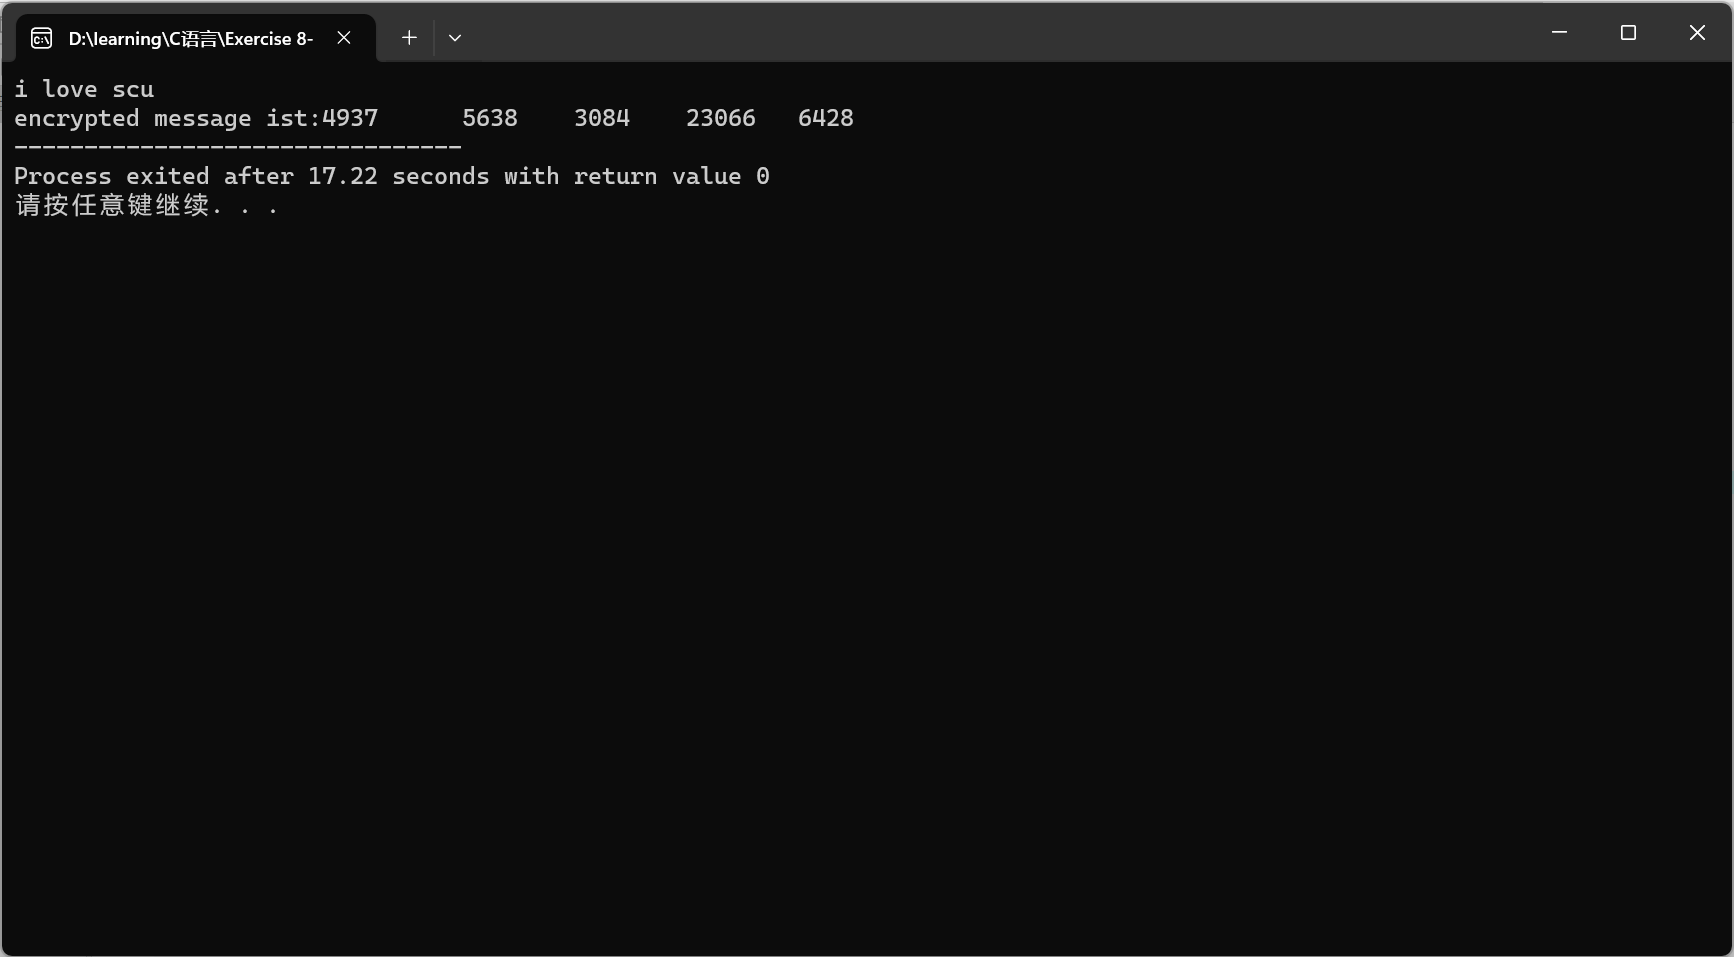 D:\learning\C语言\Exercise 8-
i love scu
encrypted message ist:4937      5638    3084    23066   6428
--------------------------------
Process exited after 17.22 seconds with return value 0
请按任意键继续. . .